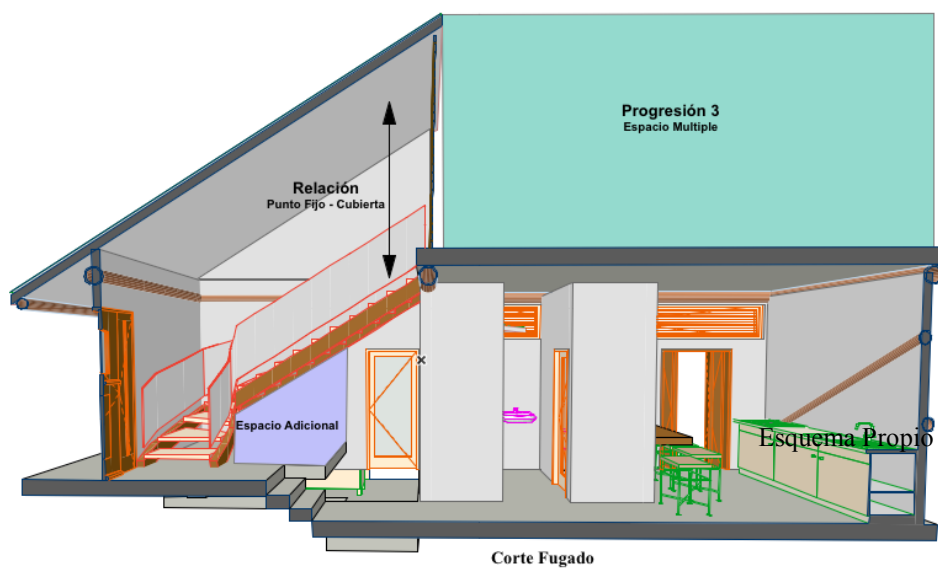 Progresión 3
Espacio Multiple
Relación
Punto Fijo - Cubierta
Espacio Adicional
Esquema Propio
Corte Fugado